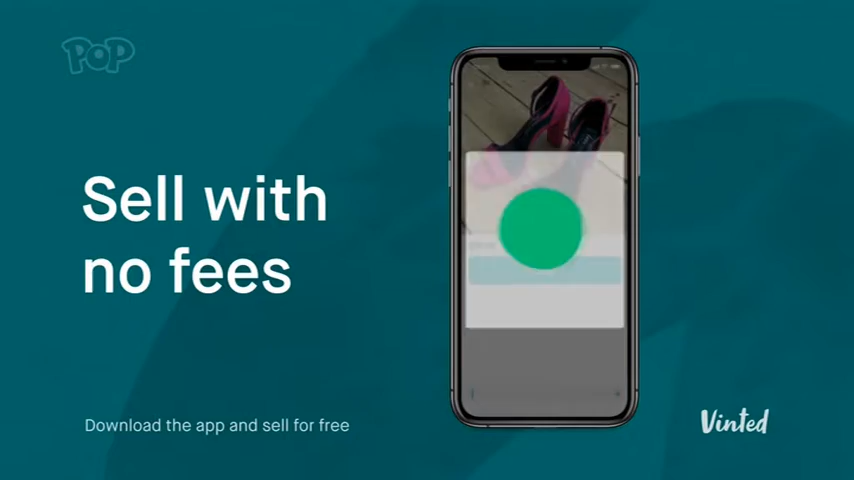 POP
Sell with
no fees
Download the app and sell for free
Vinted